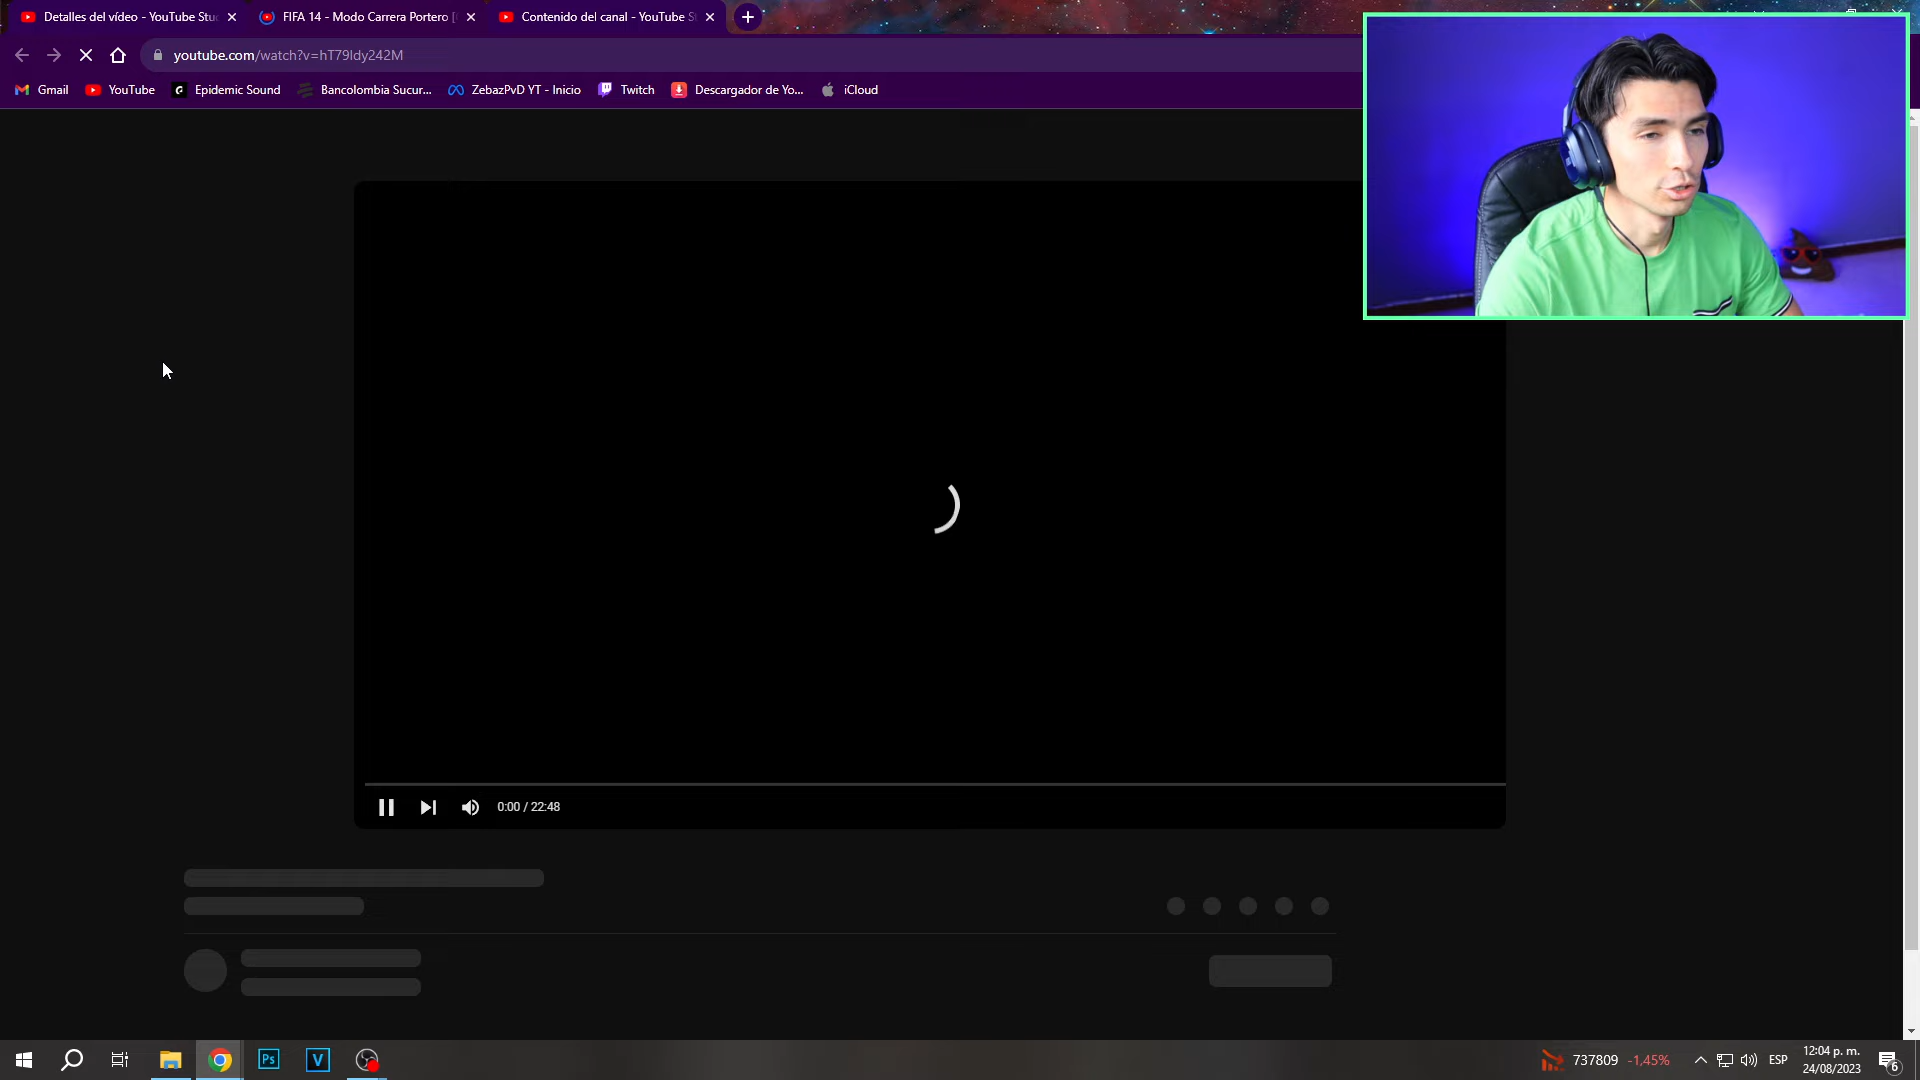 Detalles del vídeo - YouTube Stu
FIFA 14 - Modo Carrera Portero
Contenido del canal - YouTube S
youtube.com/watch?v=hT79ldy242M
Gmail
YouTube
Epidemic Sound
Bancolombia Sucur...
ZebazPvD YT - Inicio
Twitch
Descargador de Yo...
iCloud
0:00 / 22:48
Ps
V
737809 -1,45%
ESP
12:04 p. m.
24/08/2023
6